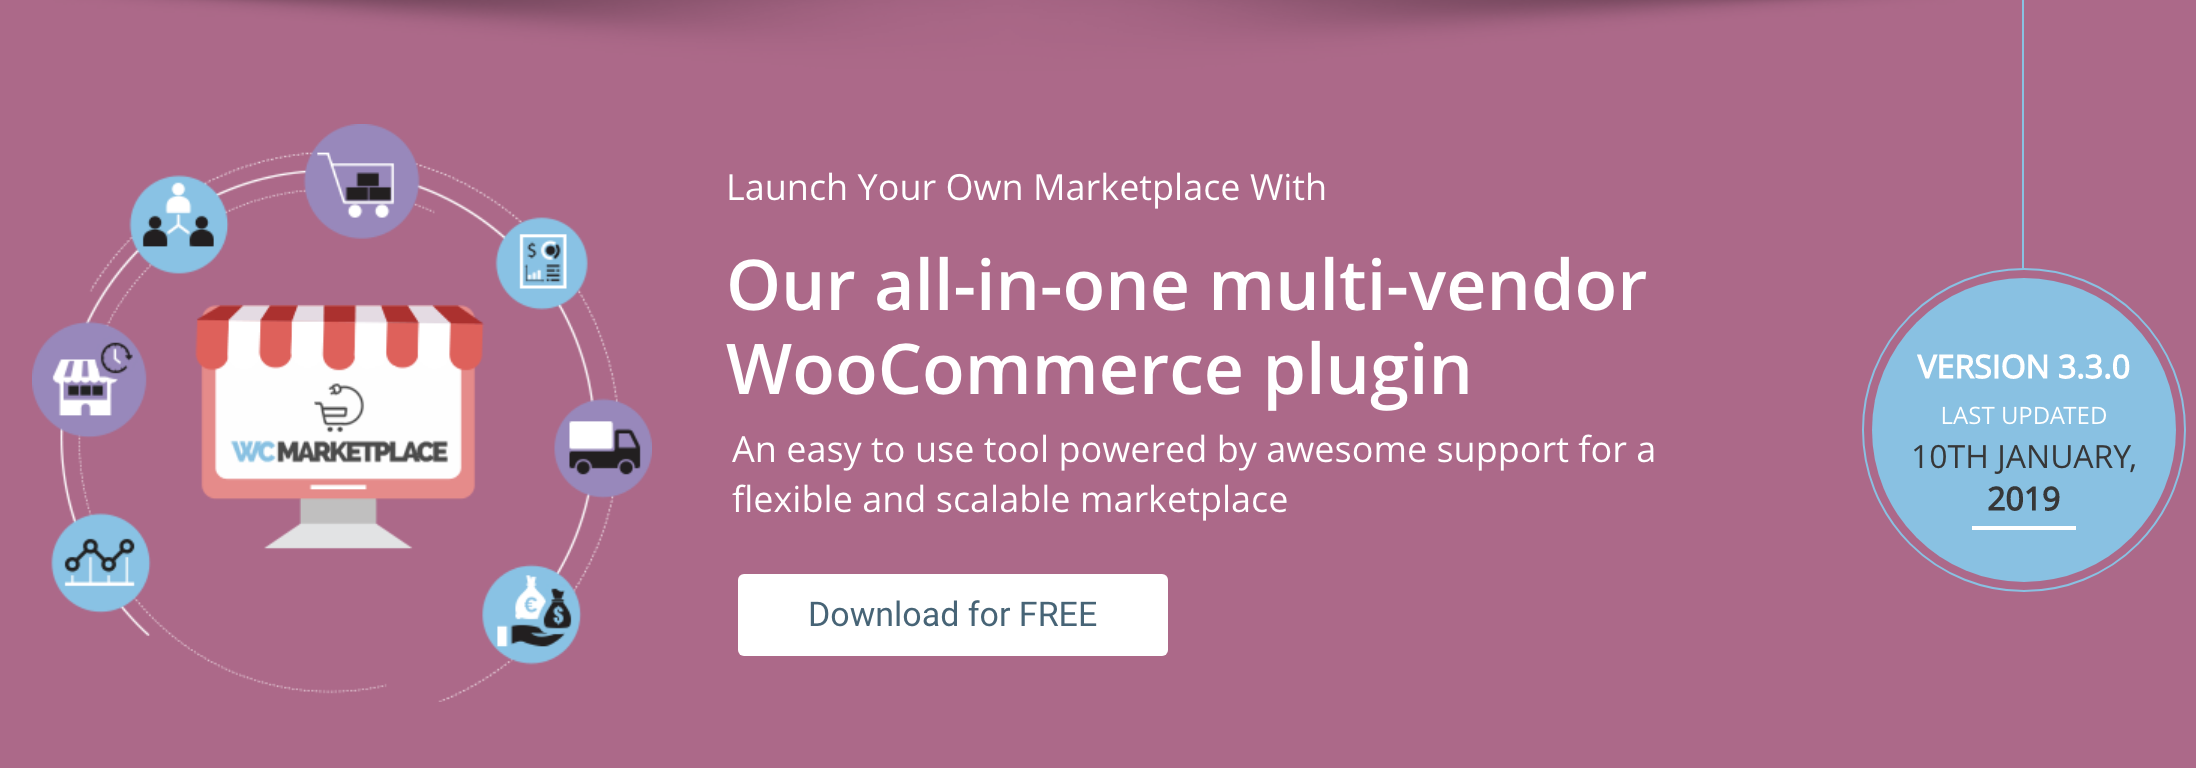 Launch Your Own Marketplace With
Our all-in-one multi-vendor
WooCommerce plugin
An easy to use tool powered by awesome support for a
flexible and scalable marketplace
Download for FREE
WC MARKETPLACE
$
€
$
VERSION 3.3.0
LAST UPDATED
10TH JANUARY,
2019